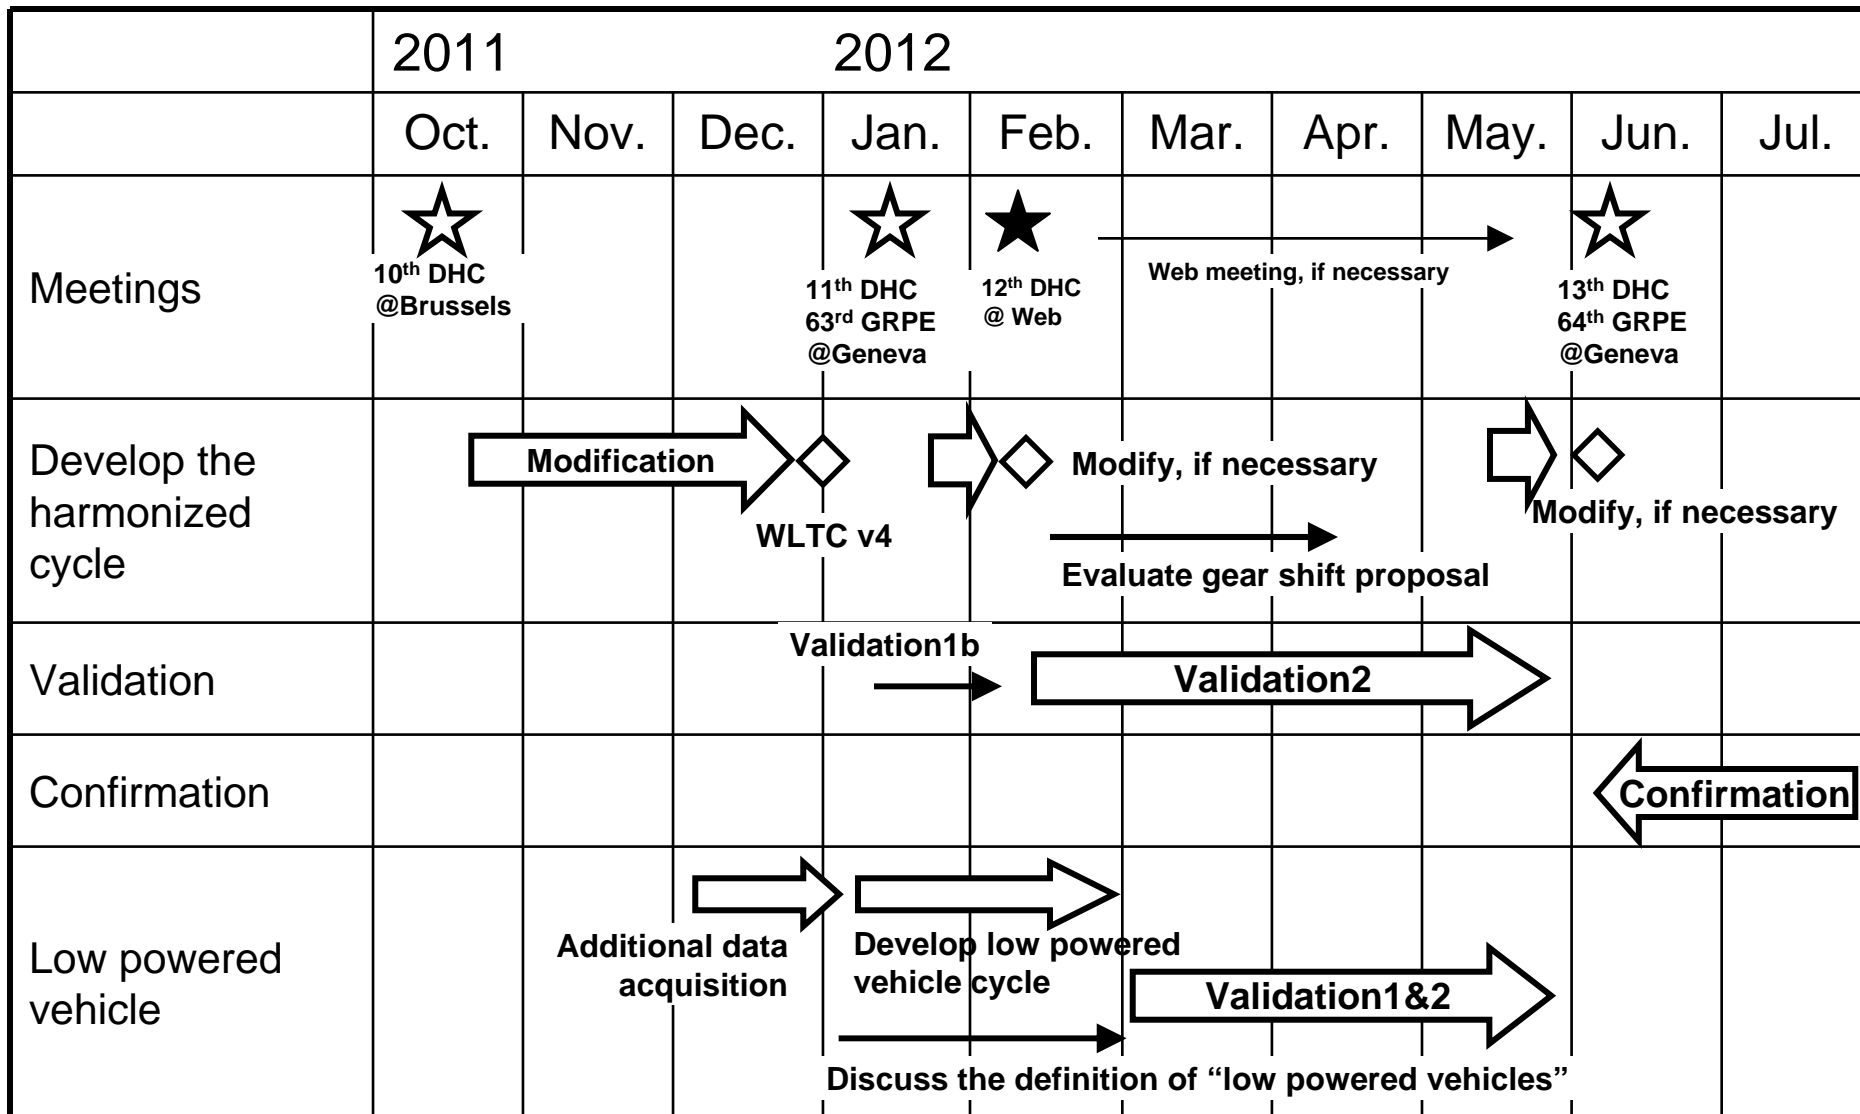 2011 2012
Oct. Nov. Dec. Jan. Feb. Mar. Apr. May. Jun. Jul.
Meetings
10th DHC
@Brussels
11th DHC
63rd GRPE
@Geneva
12th DHC
@ Web
Web meeting, if necessary
13th DHC
64th GRPE
@Geneva
Develop the
harmonized
cycle
Modification
WLTC v4
Modify, if necessary
Evaluate gear shift proposal
Modify, if necessary
Validation
Validation1b
Validation2
Confirmation
Confirmation
Low powered
vehicle
Additional data
acquisition
Develop low powered
vehicle cycle
Validation1&2
Discuss the definition of “low powered vehicles”